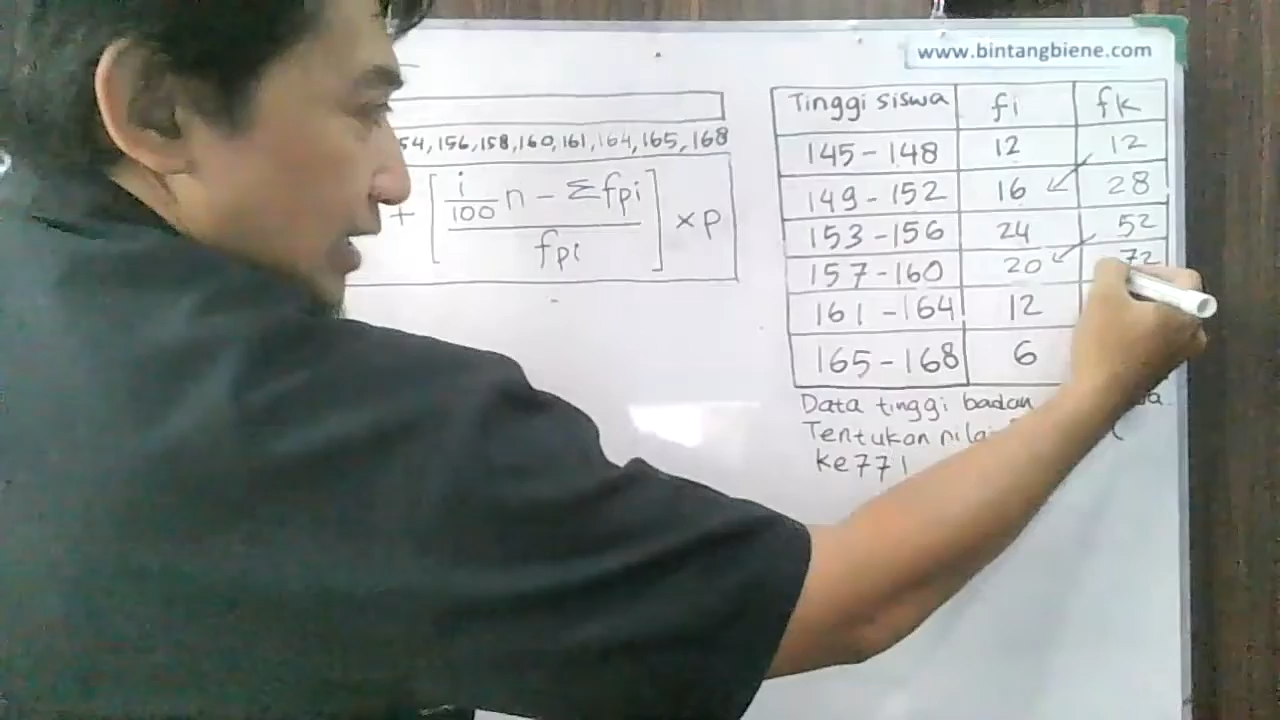 www.bintangbiene.com
54, 156, 158, 160, 161, 164, 165, 168
+ [ i/100 n - Σfpi / fpi ] x p
Tinggi siswa fi fk
145 - 148 12 12
149 - 152 16 28
153 - 156 24 52
157 - 160 20 72
161 - 164 12
165 - 168 6
Data tinggi badan
Tentukan
ke 77